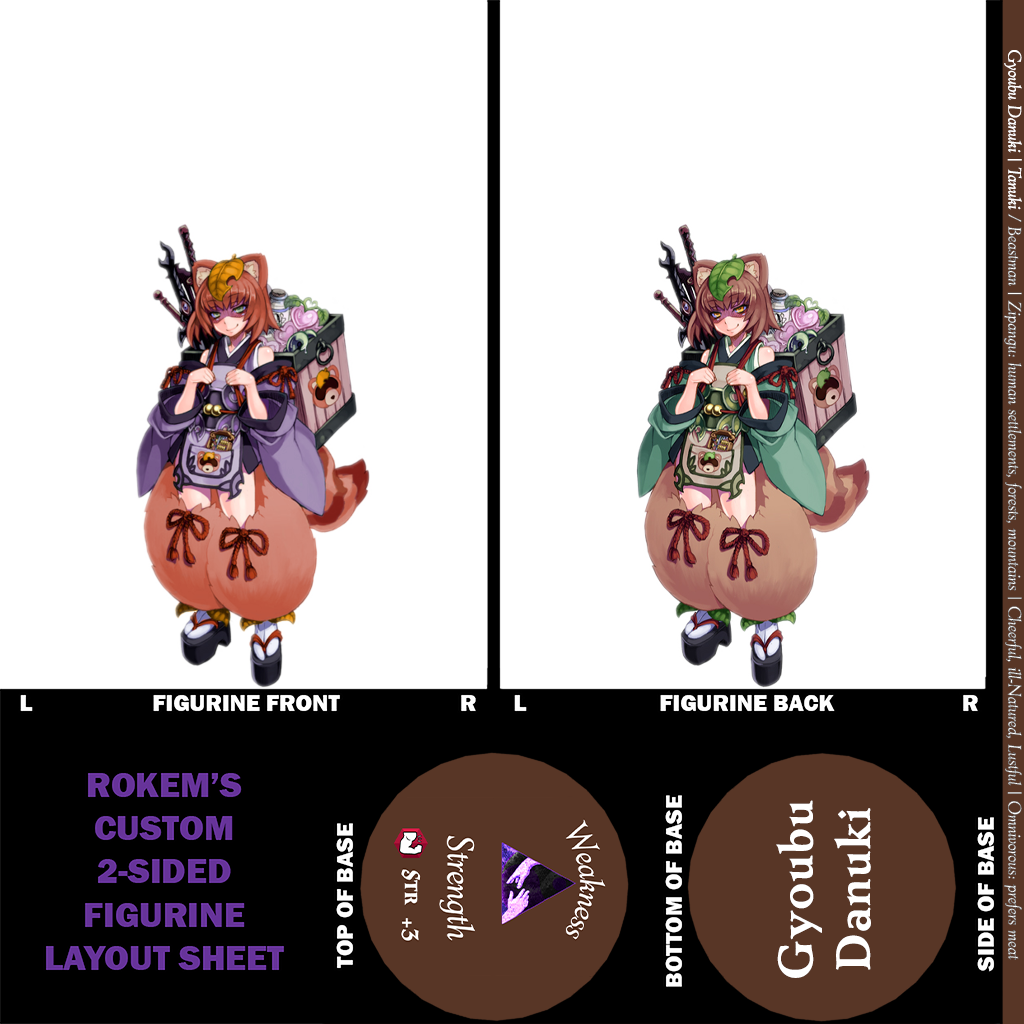 L FIGURINE FRONT R
L FIGURINE BACK R
ROKEM'S
CUSTOM
2-SIDED
FIGURINE
LAYOUT SHEET
TOP OF BASE
STR +3
Strength
Weakness
BOTTOM OF BASE
Gyoubu
Danuki
SIDE OF BASE
Gyoubu Danuki | Tanuki / Beastman | Zipangu: human settlements, forests, mountains | Cheerful, ill-Natured, Lustful | Omnivorous: prefers meat